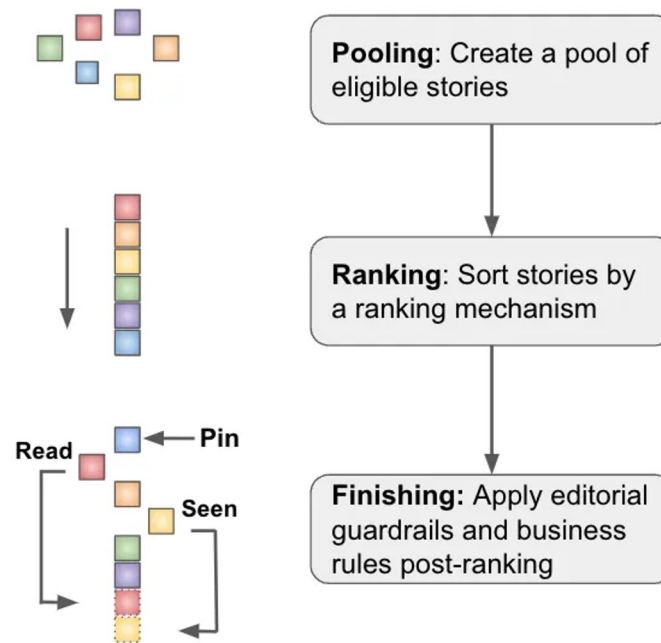 Pooling: Create a pool of
eligible stories
Ranking: Sort stories by
a ranking mechanism
Pin
Read
Seen
Finishing: Apply editorial
guardrails and business
rules post-ranking